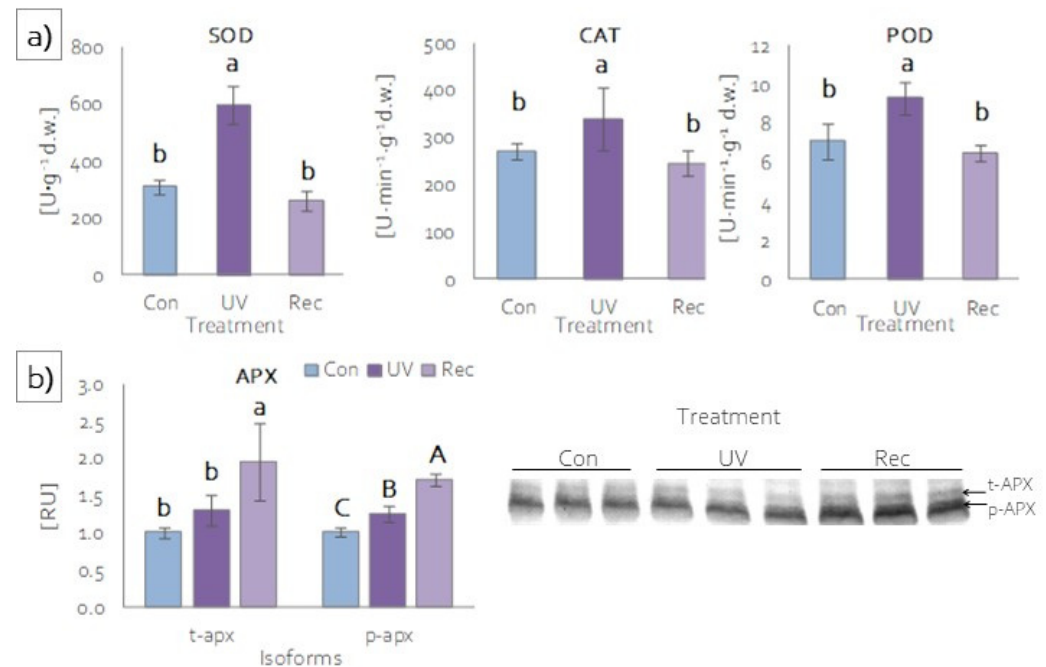 a)
SOD
[U·g⁻¹ d.w.]
800
600
400
200
0
b
a
b
Con UV Rec
Treatment
CAT
[U·min⁻¹·g⁻¹ d.w.]
500
400
300
200
100
0
b
a
b
Con UV Rec
Treatment
POD
[U·min⁻¹·g⁻¹ d.w.]
12
10
8
6
4
2
0
b
a
b
Con UV Rec
Treatment
b)
APX
Con UV Rec
[RU]
3.0
2.5
2.0
1.5
1.0
0.5
0.0
b
b
a
C
B
A
t-apx p-apx
Isoforms
Treatment
Con UV Rec
t-APX
p-APX